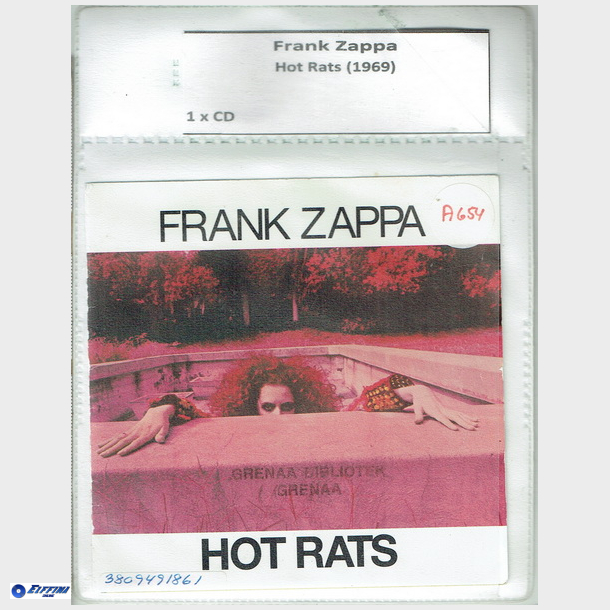 Frank Zappa
Hot Rats (1969)
1 x CD
FRANK ZAPPA
A654
GRENAA BIBLIOTEK
GRENAA
HOT RATS
3809491861